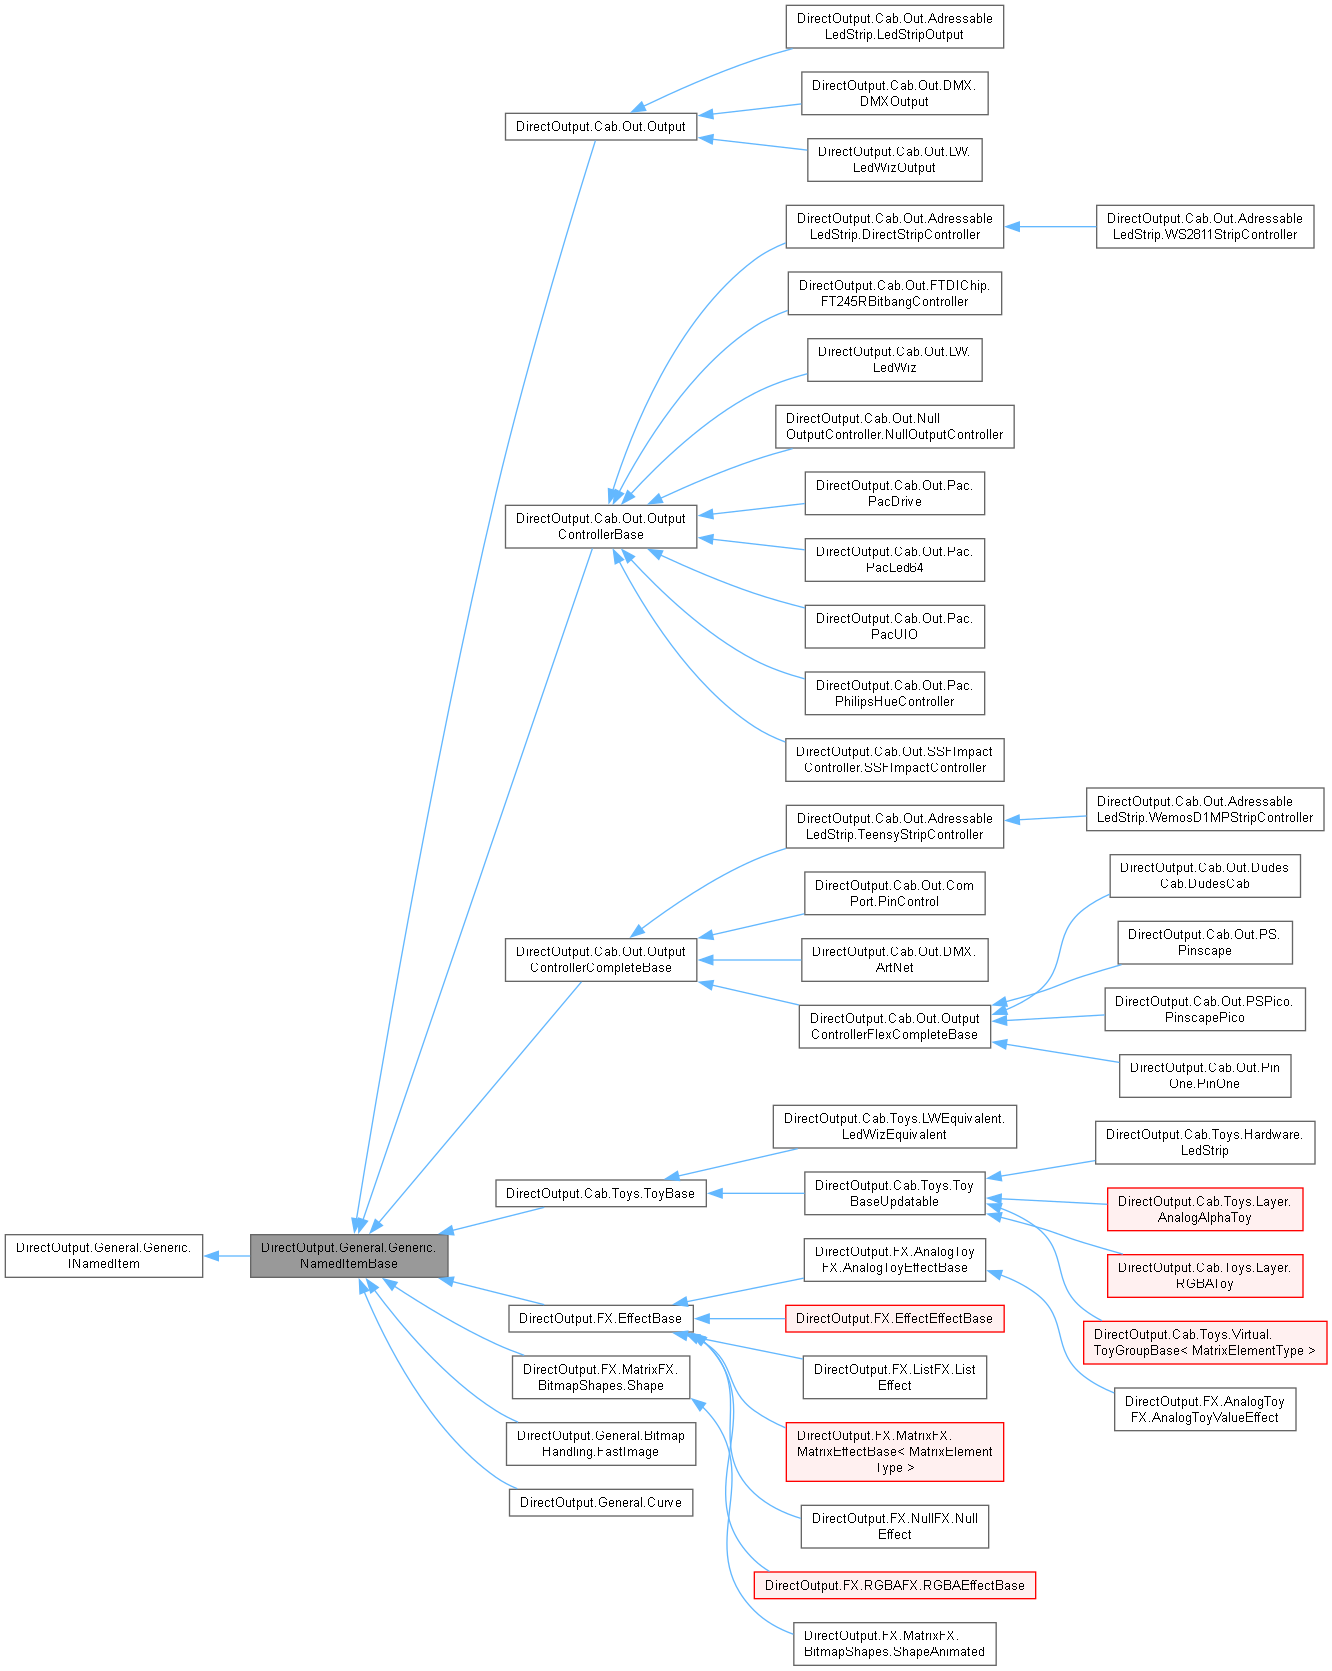 DirectOutput.Cab.Out.Adressable
LedStrip.LedStripOutput
DirectOutput.Cab.Out.DMX.
DMXOutput
DirectOutput.Cab.Out.Output
DirectOutput.Cab.Out.LW.
LedWizOutput
DirectOutput.Cab.Out.Adressable
LedStrip.DirectStripController
DirectOutput.Cab.Out.Adressable
LedStrip.WS2811StripController
DirectOutput.Cab.Out.FTDIChip.
FT245RBitbangController
DirectOutput.Cab.Out.LW.
LedWiz
DirectOutput.Cab.Out.Null
OutputController.NullOutputController
DirectOutput.Cab.Out.Pac.
PacDrive
DirectOutput.Cab.Out.Output
ControllerBase
DirectOutput.Cab.Out.Pac.
PacLed64
DirectOutput.Cab.Out.Pac.
PacUIO
DirectOutput.Cab.Out.Pac.
PhilipsHueController
DirectOutput.Cab.Out.SSFImpact
Controller.SSFImpactController
DirectOutput.Cab.Out.Adressable
LedStrip.TeensyStripController
DirectOutput.Cab.Out.Adressable
LedStrip.WemosD1MPStripController
DirectOutput.Cab.Out.Com
Port.PinControl
DirectOutput.Cab.Out.Dudes
Cab.DudesCab
DirectOutput.Cab.Out.Output
ControllerCompleteBase
DirectOutput.Cab.Out.DMX.
ArtNet
DirectOutput.Cab.Out.PS.
Pinscape
DirectOutput.Cab.Out.Output
ControllerFlexCompleteBase
DirectOutput.Cab.Out.PSPico.
PinscapePico
DirectOutput.Cab.Out.Pin
One.PinOne
DirectOutput.Cab.Toys.LWEquivalent.
LedWizEquivalent
DirectOutput.Cab.Toys.Hardware.
LedStrip
DirectOutput.Cab.Toys.ToyBase
DirectOutput.Cab.Toys.Toy
BaseUpdatable
DirectOutput.Cab.Toys.Layer.
AnalogAlphaToy
DirectOutput.General.Generic.
INamedItem
DirectOutput.General.Generic.
NamedItemBase
DirectOutput.FX.AnalogToy
FX.AnalogToyEffectBase
DirectOutput.Cab.Toys.Layer.
RGBAToy
DirectOutput.FX.EffectBase
DirectOutput.FX.EffectEffectBase
DirectOutput.Cab.Toys.Virtual.
ToyGroupBase< MatrixElementType >
DirectOutput.FX.MatrixFX.
BitmapShapes.Shape
DirectOutput.FX.ListFX.List
Effect
DirectOutput.FX.AnalogToy
FX.AnalogToyValueEffect
DirectOutput.General.Bitmap
Handling.FastImage
DirectOutput.FX.MatrixFX.
MatrixEffectBase< MatrixElement
Type >
DirectOutput.General.Curve
DirectOutput.FX.NullFX.Null
Effect
DirectOutput.FX.RGBAFX.RGBAEffectBase
DirectOutput.FX.MatrixFX.
BitmapShapes.ShapeAnimated